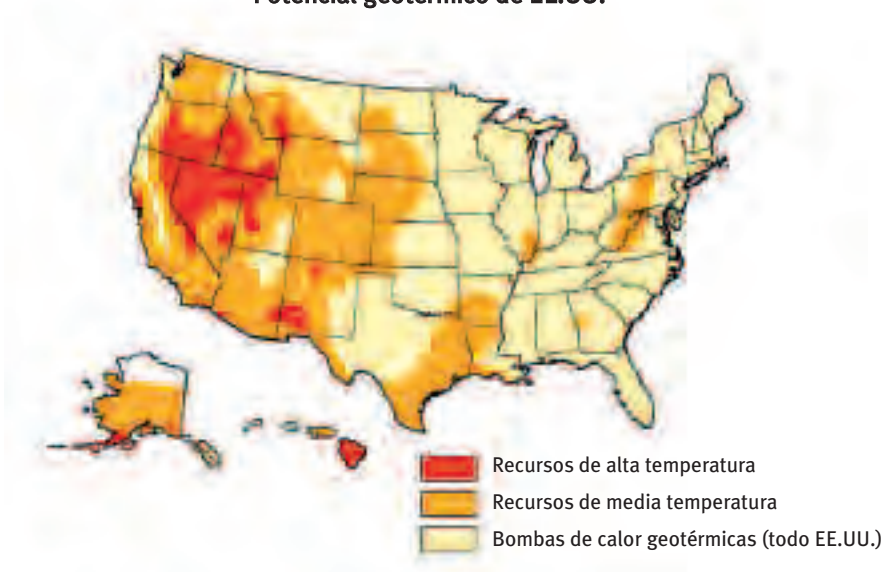 Potencial geotérmico de EE.UU.
Recursos de alta temperatura
Recursos de media temperatura
Bombas de calor geotérmicas (todo EE.UU.)